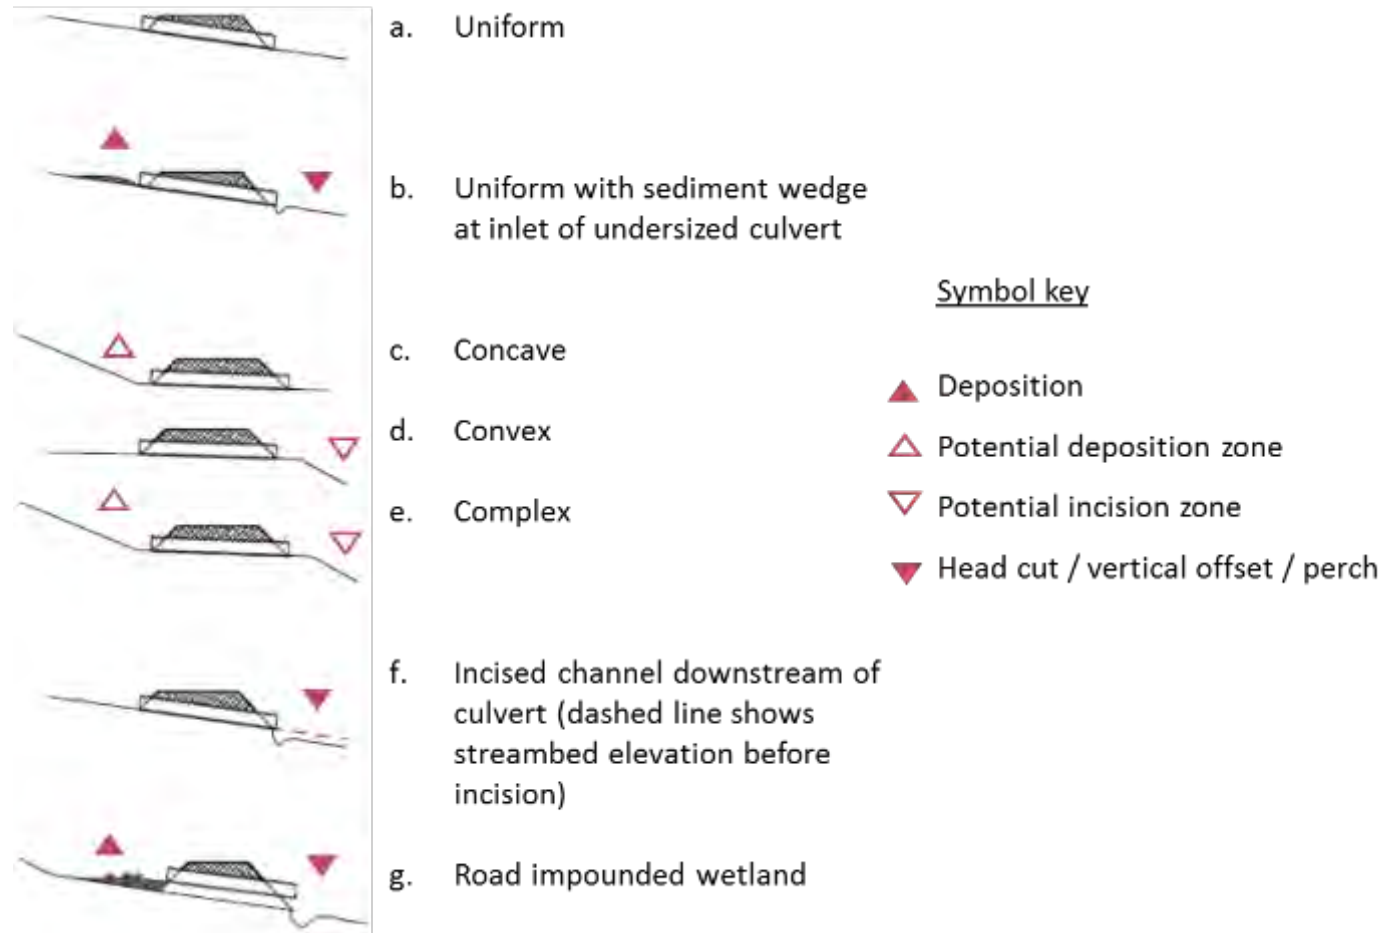 a. Uniform
b. Uniform with sediment wedge
at inlet of undersized culvert
c. Concave
d. Convex
e. Complex
f. Incised channel downstream of
culvert (dashed line shows
streambed elevation before
incision)
g. Road impounded wetland
Symbol key
Deposition
Potential deposition zone
Potential incision zone
Head cut / vertical offset / perch